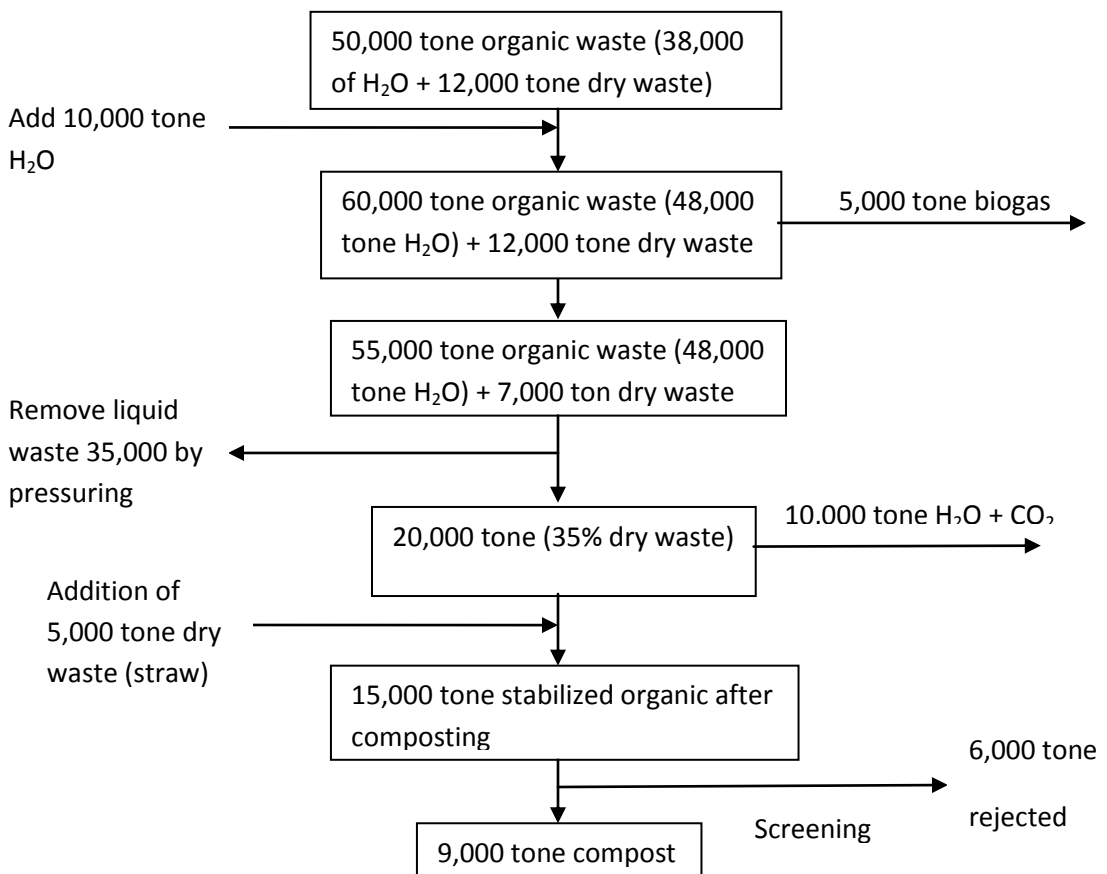 50,000 tone organic waste (38,000
of H₂O + 12,000 tone dry waste)
Add 10,000 tone
H₂O
60,000 tone organic waste (48,000
tone H₂O) + 12,000 tone dry waste
5,000 tone biogas
55,000 tone organic waste (48,000
tone H₂O) + 7,000 ton dry waste
Remove liquid
waste 35,000 by
pressuring
20,000 tone (35% dry waste)
10.000 tone H₂O + CO₂
Addition of
5,000 tone dry
waste (straw)
15,000 tone stabilized organic after
composting
6,000 tone
rejected
Screening
9,000 tone compost